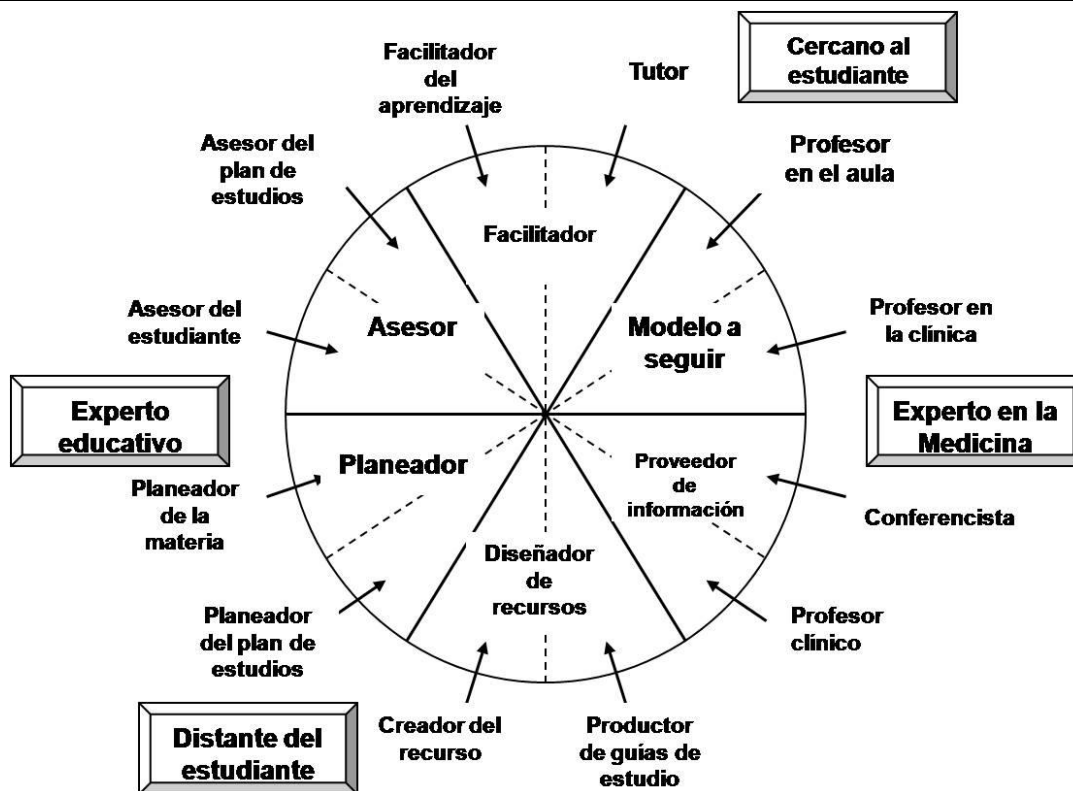 Facilitador
del
aprendizaje
Tutor
Cercano al
estudiante
Asesor del
plan de
estudios
Profesor
en el aula
Facilitador
Asesor del
estudiante
Asesor
Modelo a
seguir
Profesor en
la clínica
Experto
educativo
Experto en la
Medicina
Planeador
de la
materia
Planeador
Proveedor
de
información
Conferencista
Diseñador
de
recursos
Planeador
del plan de
estudios
Profesor
clínico
Distante del
estudiante
Creador del
recurso
Productor
de guías de
estudio